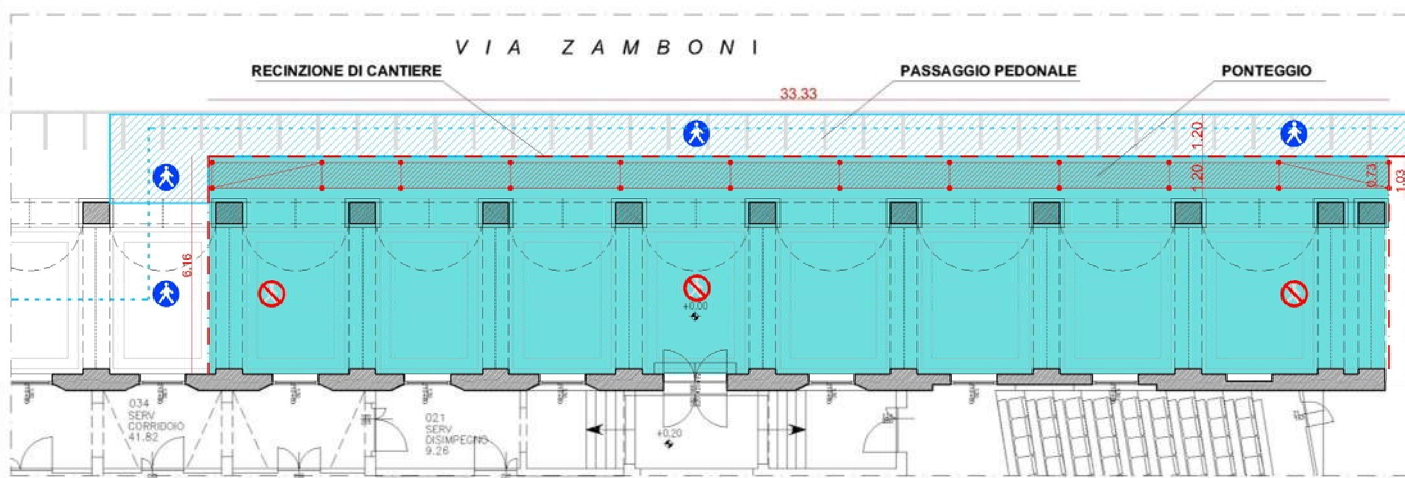 VIA ZAMBONI
RECINZIONE DI CANTIERE
PASSAGGIO PEDONALE
PONTEGGIO
33.33
1.20
1.20
0.73
1.03
6.16
+0.00
034
SERV
CORRIDOIO
41.82
021
SERV
DISIMPEGNO
9.26
+0,20